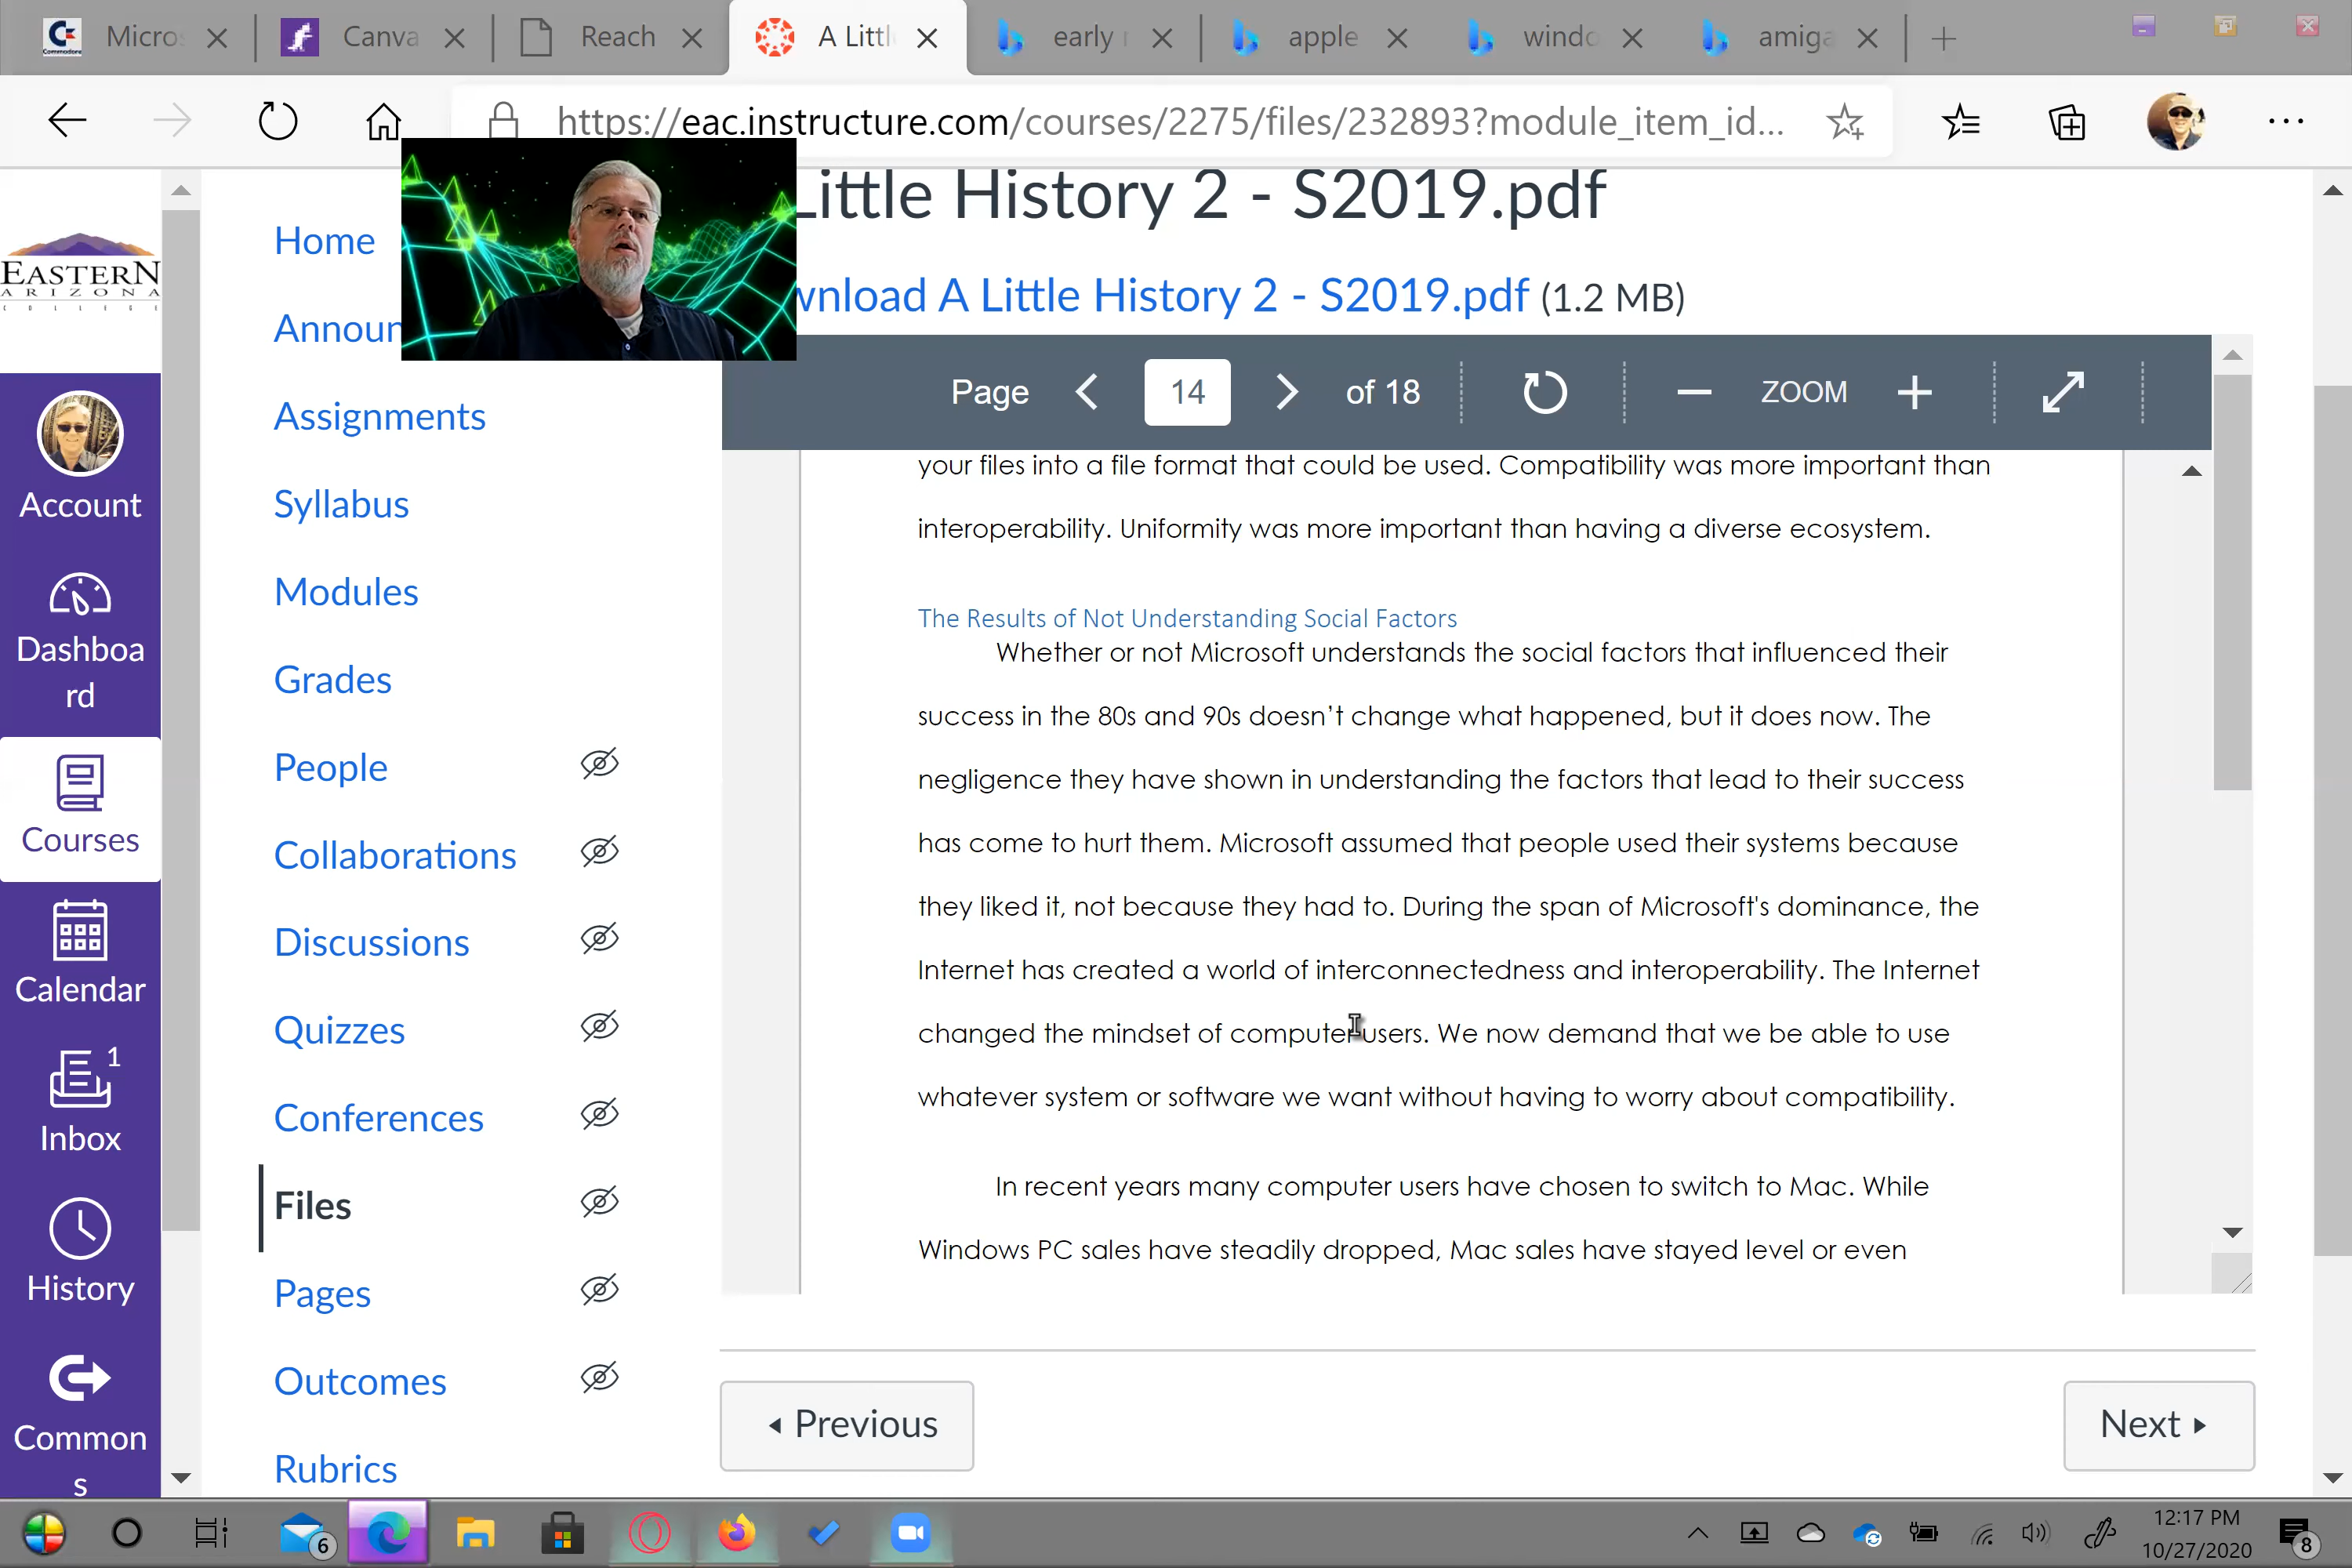 Micro
Canva
Reach
A Littl
early
apple
windo
amiga
https://eac.instructure.com/courses/2275/files/232893?module_item_id...
Little History 2 - S2019.pdf
wnload A Little History 2 - S2019.pdf (1.2 MB)
Page 14 of 18 ZOOM
EASTERN
ARIZONA
COLLEGE
Account
Dashboa
rd
Courses
Calendar
1
Inbox
History
Common
s
Home
Announ
Assignments
Syllabus
Modules
Grades
People
Collaborations
Discussions
Quizzes
Conferences
Files
Pages
Outcomes
Rubrics
your files into a file format that could be used. Compatibility was more important than
interoperability. Uniformity was more important than having a diverse ecosystem.
The Results of Not Understanding Social Factors
Whether or not Microsoft understands the social factors that influenced their
success in the 80s and 90s doesn't change what happened, but it does now. The
negligence they have shown in understanding the factors that lead to their success
has come to hurt them. Microsoft assumed that people used their systems because
they liked it, not because they had to. During the span of Microsoft's dominance, the
Internet has created a world of interconnectedness and interoperability. The Internet
changed the mindset of computer users. We now demand that we be able to use
whatever system or software we want without having to worry about compatibility.
In recent years many computer users have chosen to switch to Mac. While
Windows PC sales have steadily dropped, Mac sales have stayed level or even
Previous
Next
6
12:17 PM
10/27/2020
8